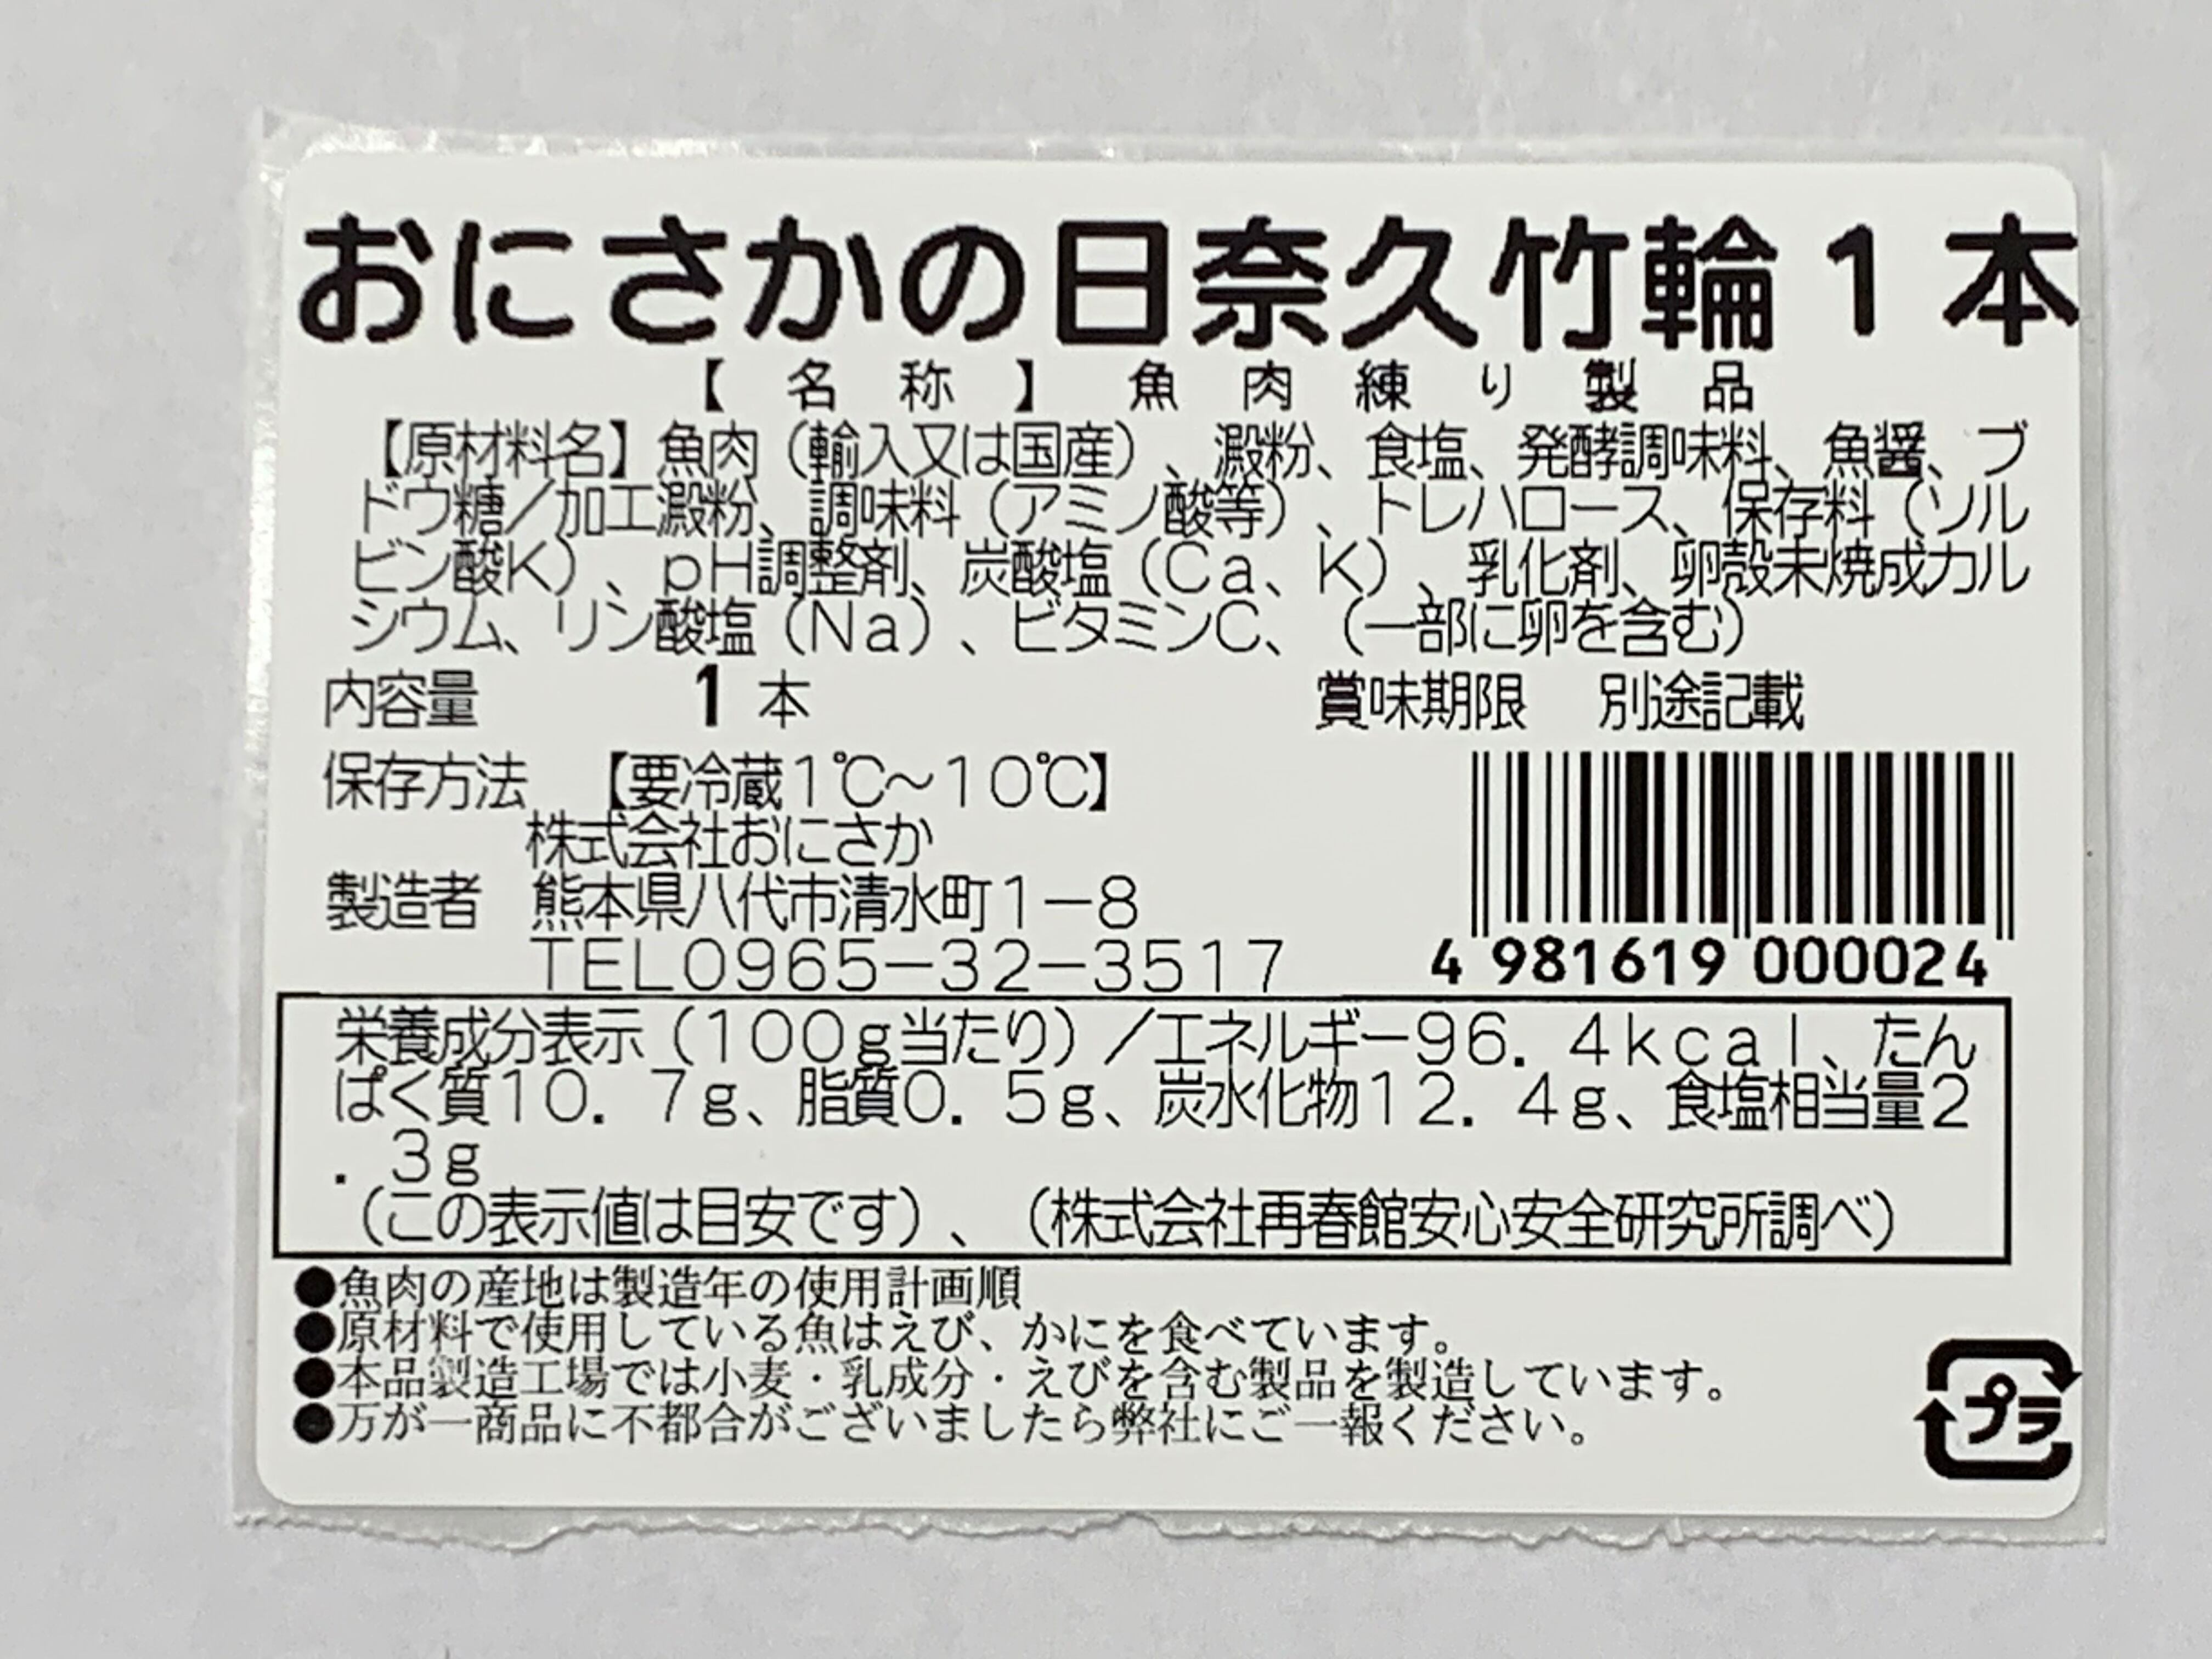 おにさかの日奈久竹輪１本
【名称】魚肉練り製品
【原材料名】魚肉（輸入又は国産）、澱粉、食塩、発酵調味料、魚醤、ブ
ドウ糖／加工澱粉、調味料（アミノ酸等）、トレハロース、保存料（ソル
ビン酸K）、ｐＨ調整剤、炭酸塩（Ｃａ、Ｋ）、乳化剤、卵殻未焼成カル
シウム、リン酸塩（Ｎａ）、ビタミンC、（一部に卵を含む）
内容量 1本 賞味期限 別途記載
保存方法 【要冷蔵１℃～１０℃】
株式会社おにさか
製造者 熊本県八代市清水町１－８
ＴＥＬ０９６５－３２－３５１７
4 981619 000024
栄養成分表示（１００ｇ当たり）／エネルギー９６．４ｋｃａｌ、たん
ぱく質１０．７ｇ、脂質０．５ｇ、炭水化物１２．４ｇ、食塩相当量２
．３ｇ
（この表示値は目安です）、（株式会社再春館安心安全研究所調べ）
●魚肉の産地は製造年の使用計画順
●原材料で使用している魚はえび、かにを食べています。
●本品製造工場では小麦・乳成分・えびを含む製品を製造しています。
●万が一商品に不都合がございましたら弊社にご一報ください。
プラ